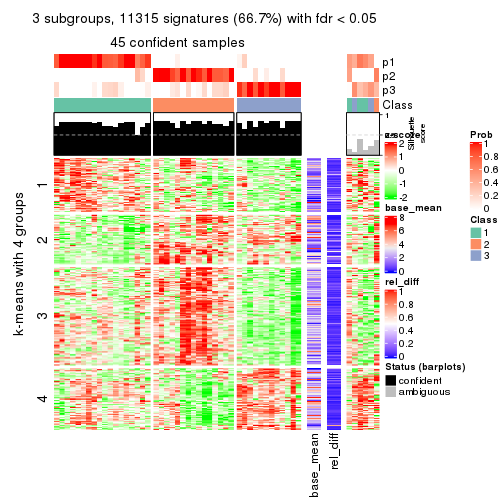 3 subgroups, 11315 signatures (66.7%) with fdr < 0.05
45 confident samples
p1
p2
p3
Class
1
Silhouette
score
z-score
2
1
0
-1
-2
Prob
1
0.8
0.6
0.4
0.2
0
base_mean
8
6
4
2
0
Class
1
2
3
rel_diff
1
0.8
0.6
0.4
0.2
0
Status (barplots)
confident
ambiguous
k-means with 4 groups
1
2
3
4
base_mean
rel_diff